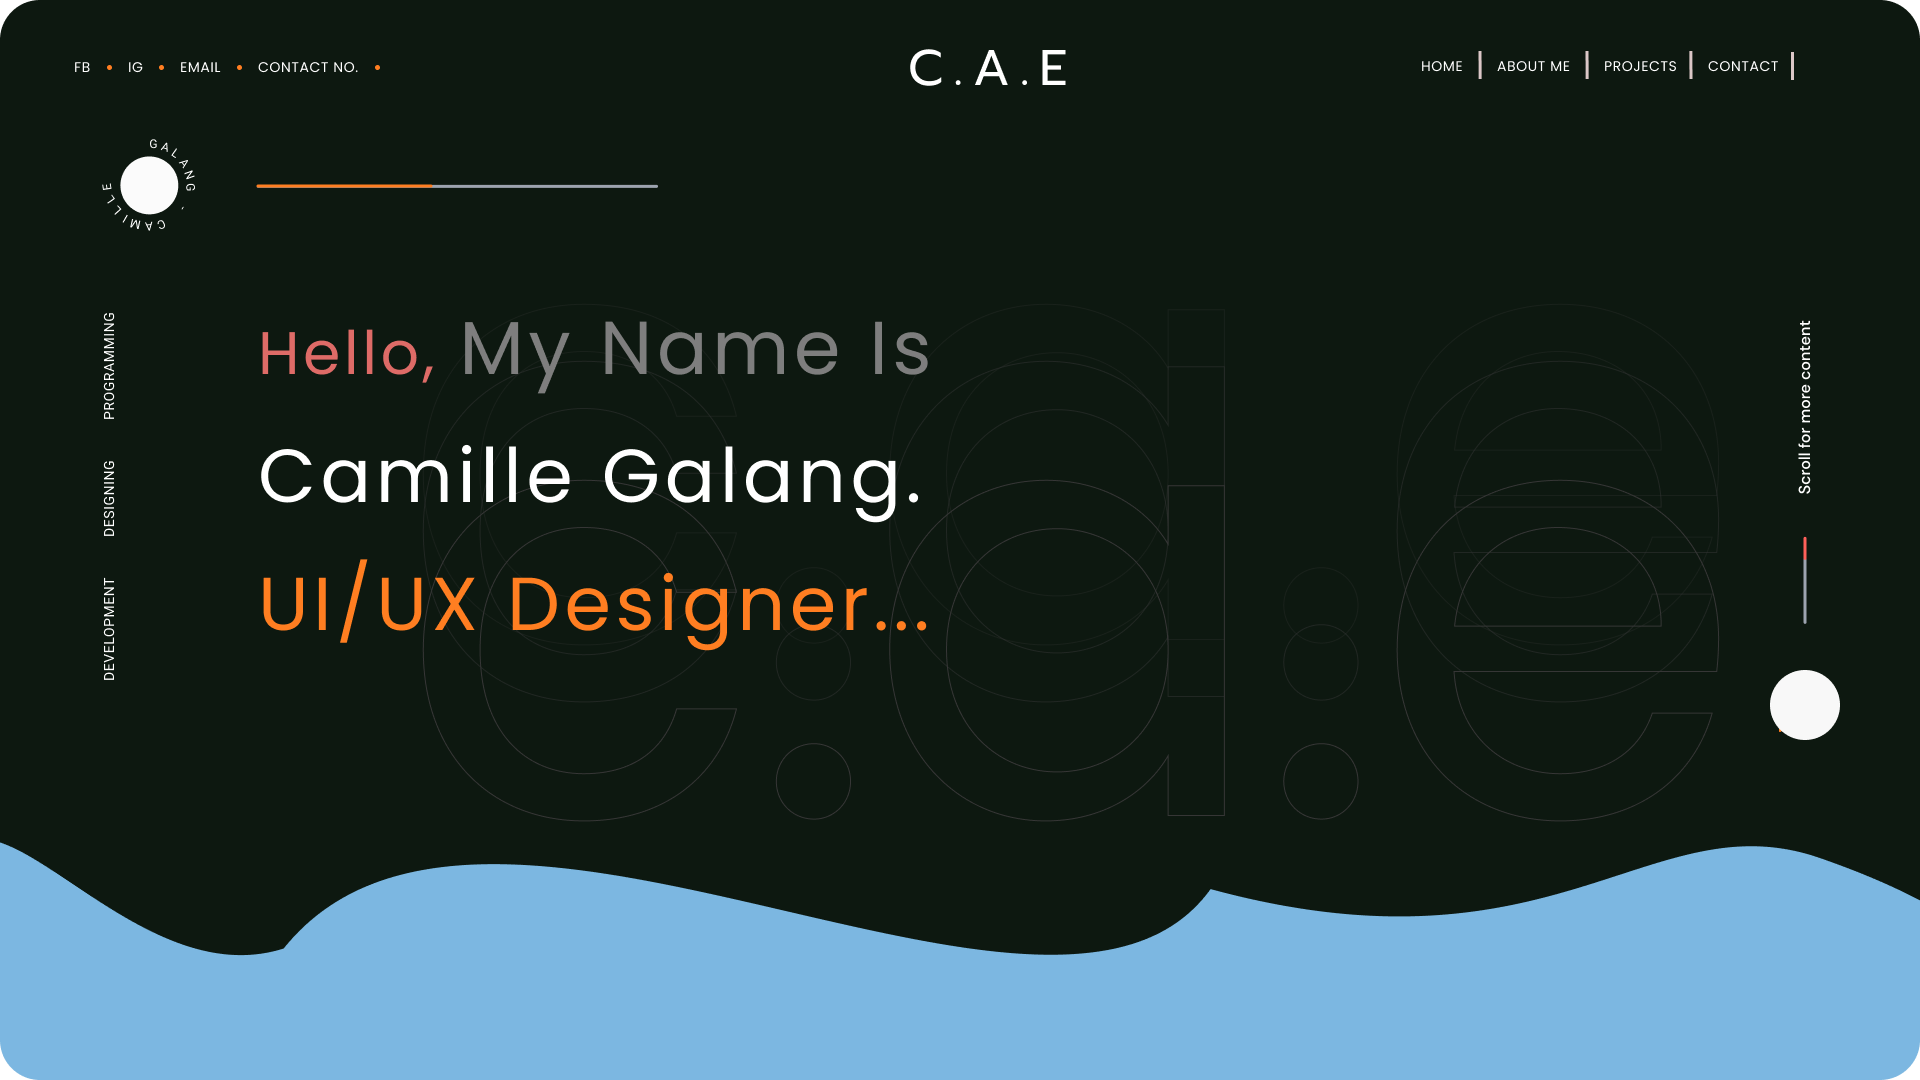 FB • IG • EMAIL • CONTACT NO. •
C.A.E
HOME | ABOUT ME | PROJECTS | CONTACT |
GALANG , CAMILLE
Hello, My Name Is
Camille Galang.
UI/UX Designer...
PROGRAMMING
DESIGNING
DEVELOPMENT
Scroll for more content
c.a.e